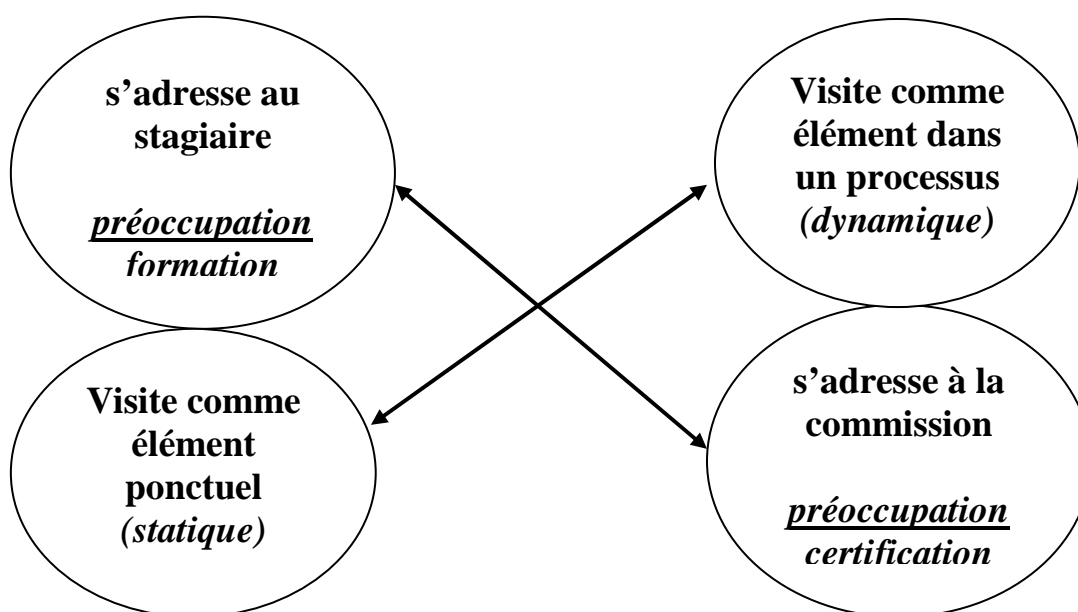 s’adresse au
stagiaire
préoccupation
formation
Visite comme
élément dans
un processus
(dynamique)
Visite comme
élément
ponctuel
(statique)
s’adresse à la
commission
préoccupation
certification